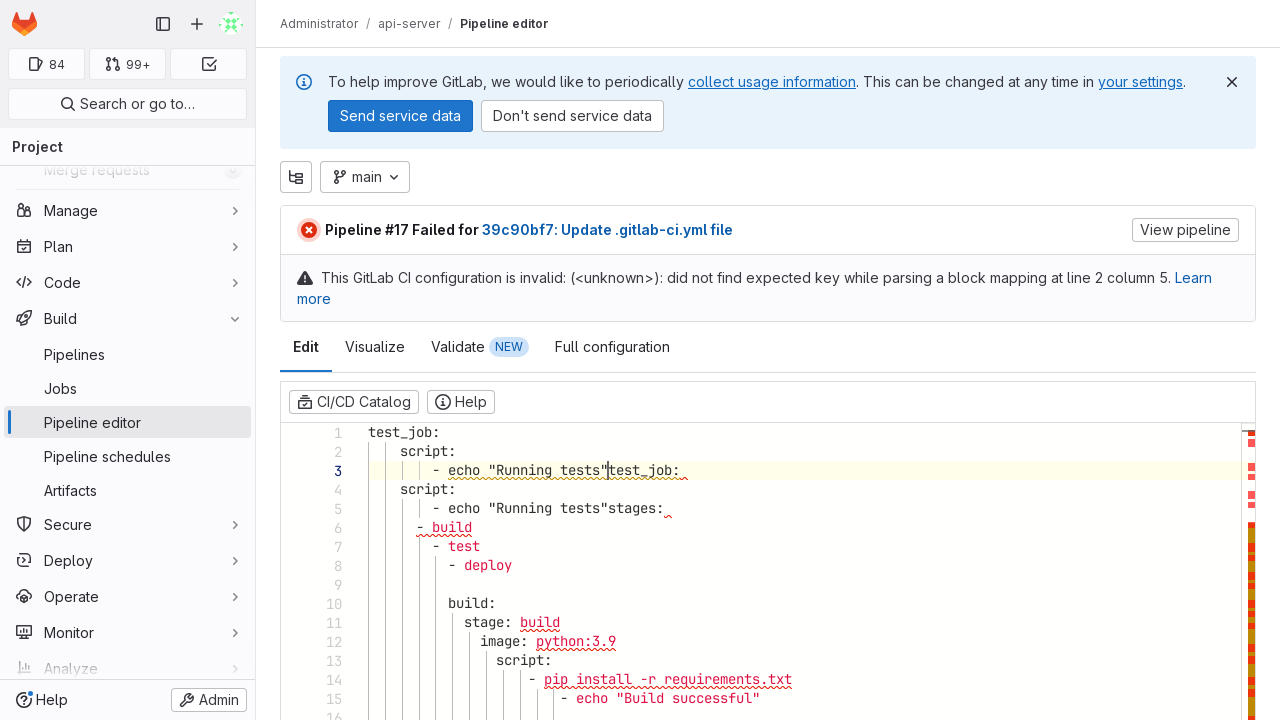 Administrator / api-server / Pipeline editor
84
99+
Search or go to…
Project
Merge requests
Manage
Plan
Code
Build
Pipelines
Jobs
Pipeline editor
Pipeline schedules
Artifacts
Secure
Deploy
Operate
Monitor
Analyze
Help
Admin
To help improve GitLab, we would like to periodically collect usage information. This can be changed at any time in your settings.
Send service data
Don't send service data
main
Pipeline #17 Failed for 39c90bf7: Update .gitlab-ci.yml file
View pipeline
This GitLab CI configuration is invalid: (<unknown>): did not find expected key while parsing a block mapping at line 2 column 5. Learn
more
Edit
Visualize
Validate NEW
Full configuration
CI/CD Catalog
Help
1 test_job:
2 script:
3 - echo "Running tests"test_job:
4 script:
5 - echo "Running tests"stages:
6 - build
7 - test
8 - deploy
9
10 build:
11 stage: build
12 image: python:3.9
13 script:
14 - pip install -r requirements.txt
15 - echo "Build successful"
16